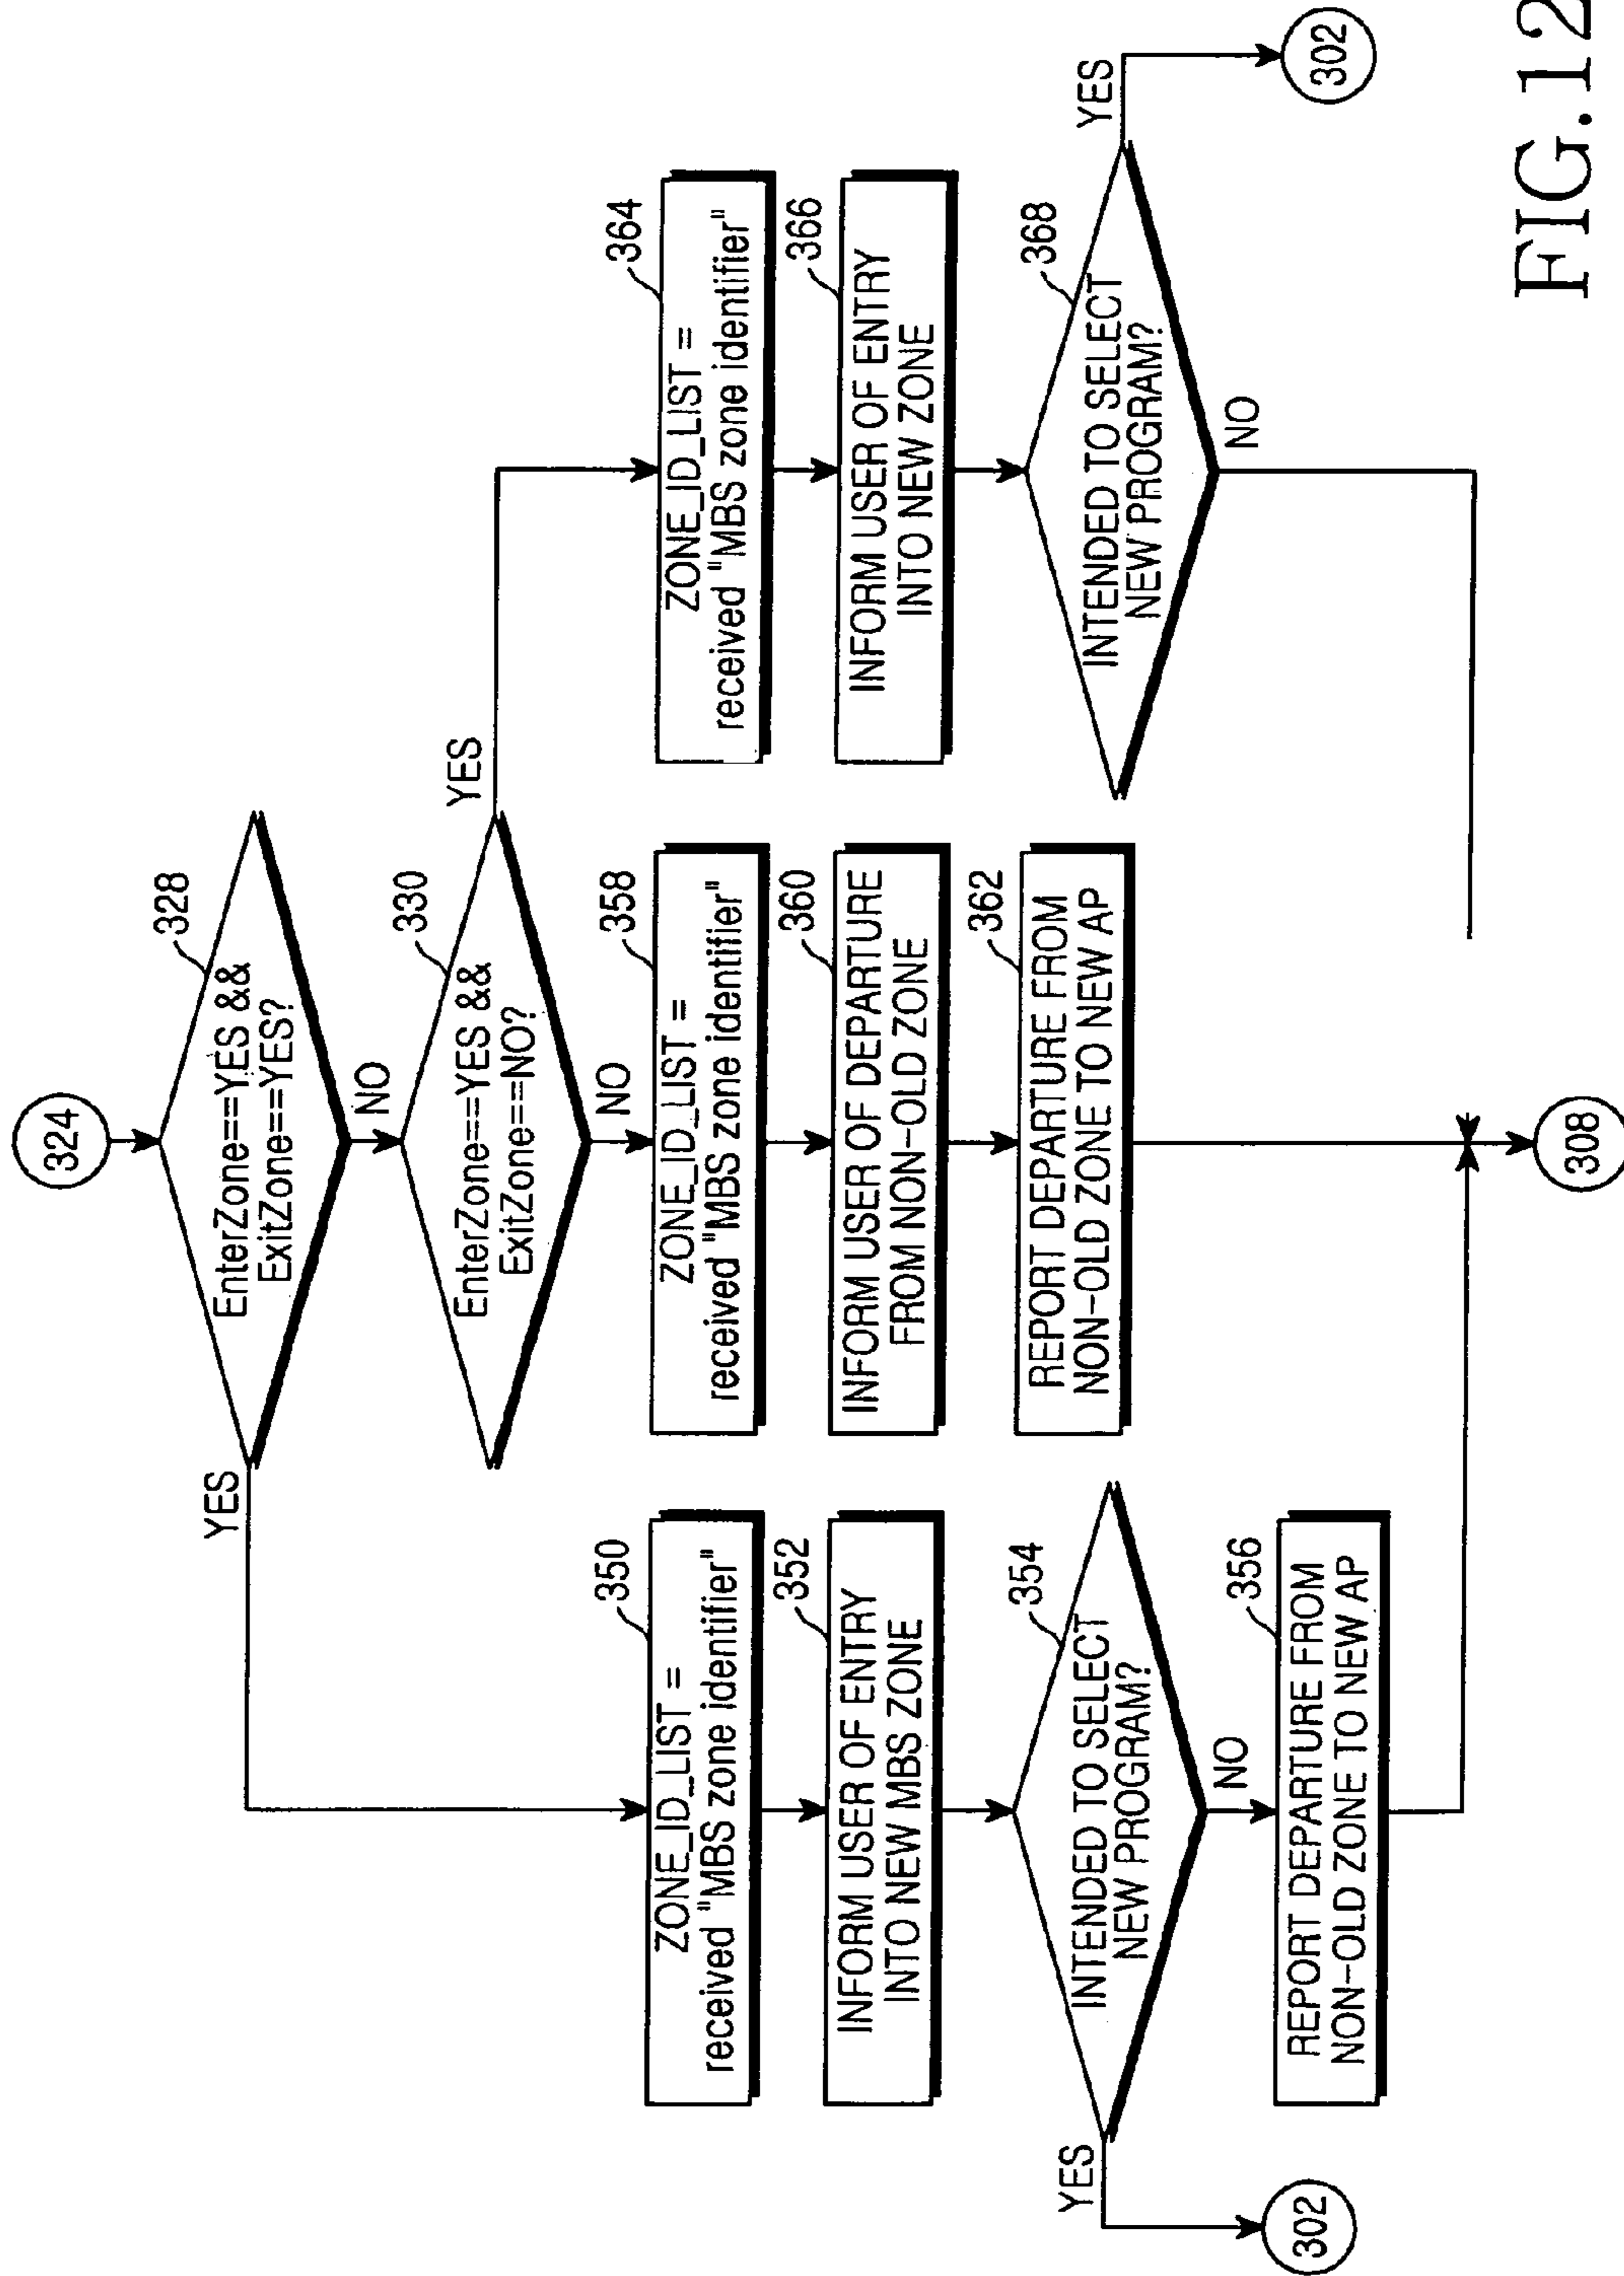 324
328
EnterZone==YES &&
ExitZone==YES?
YES
NO
330
EnterZone==YES &&
ExitZone==NO?
YES
NO
350
ZONE_ID_LIST =
received "MBS zone identifier"
352
INFORM USER OF ENTRY
INTO NEW MBS ZONE
354
INTENDED TO SELECT
NEW PROGRAM?
YES
302
NO
356
REPORT DEPARTURE FROM
NON-OLD ZONE TO NEW AP
358
ZONE_ID_LIST =
received "MBS zone identifier"
360
INFORM USER OF DEPARTURE
FROM NON-OLD ZONE
362
REPORT DEPARTURE FROM
NON-OLD ZONE TO NEW AP
308
364
ZONE_ID_LIST =
received "MBS zone identifier"
366
INFORM USER OF ENTRY
INTO NEW ZONE
368
INTENDED TO SELECT
NEW PROGRAM?
YES
302
NO
FIG.12